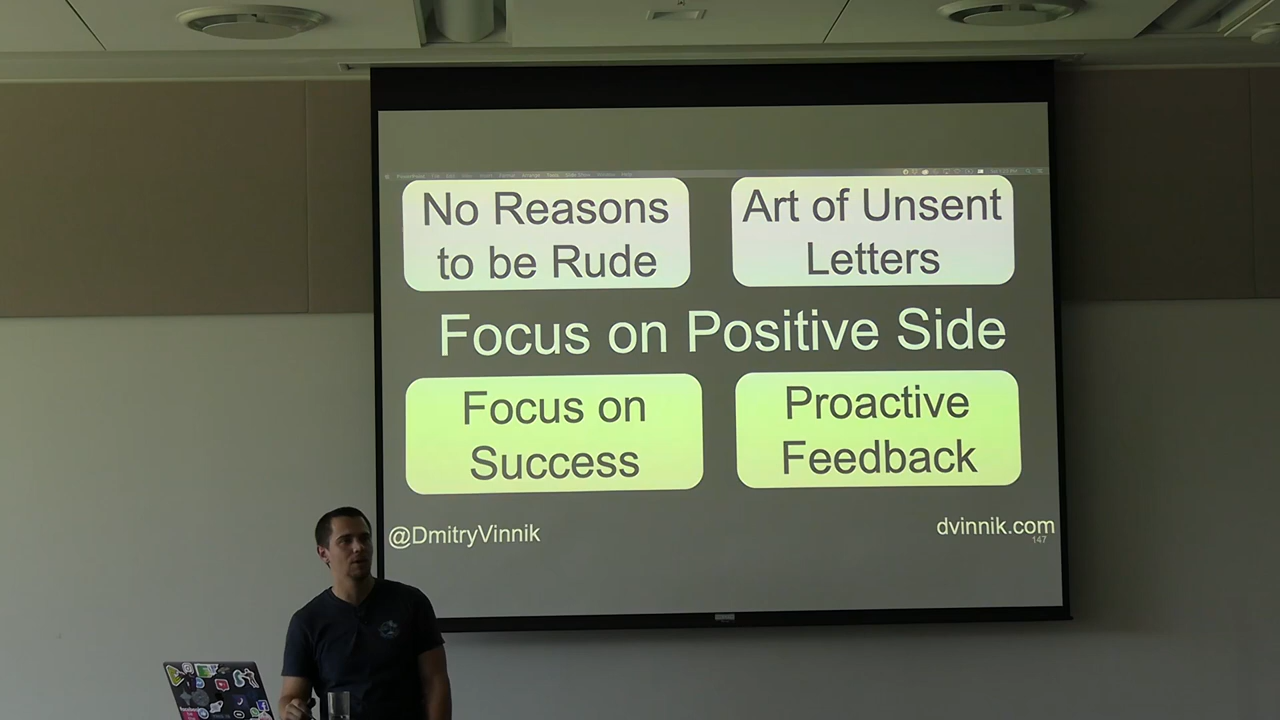 No Reasons
to be Rude
Art of Unsent
Letters
Focus on Positive Side
Focus on
Success
Proactive
Feedback
@DmitryVinnik
dvinnik.com
147